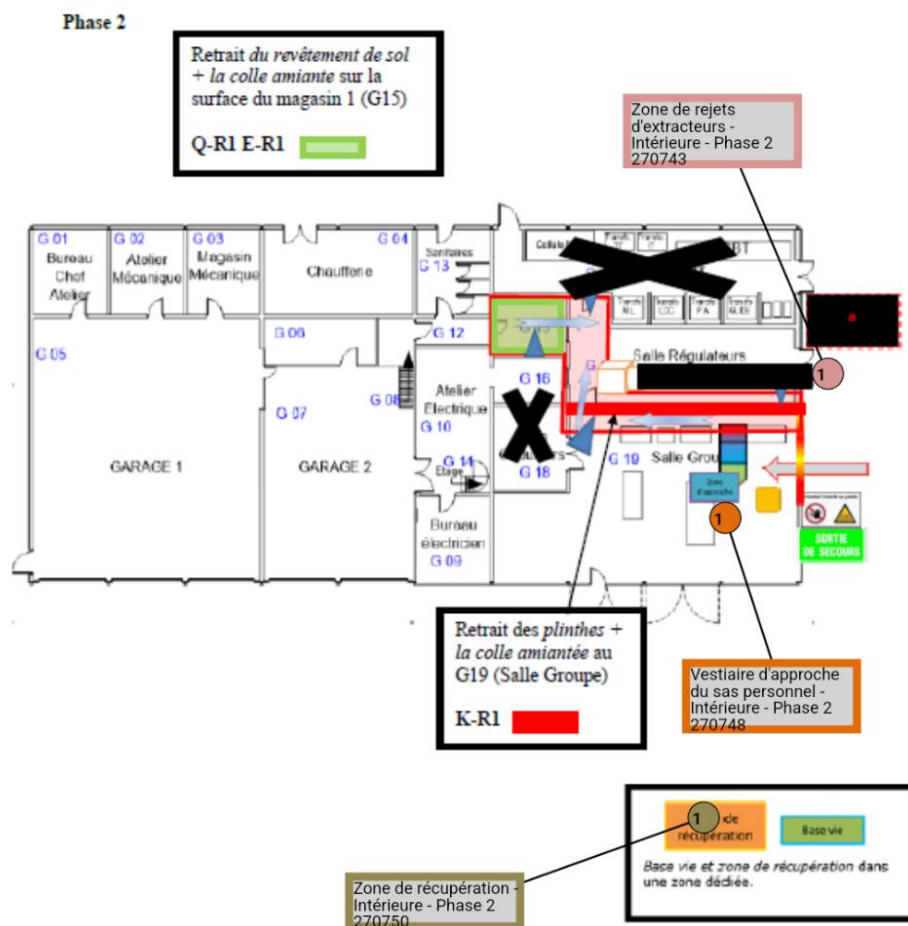 Phase 2
Retrait du revêtement de sol
+ la colle amiante sur la
surface du magasin 1 (G15)
Q-R1 E-R1
Zone de rejets
d'extracteurs -
Intérieure - Phase 2
270743
G 01
Bureau
Chef
Atelier
G 02
Atelier
Mécanique
G 03
Magasin
Mécanique
G 04
Chaufferie
Sanitaires
G 13
G 05
G 06
G 12
G 07
G 08
GARAGE 1
GARAGE 2
Atelier
Electrique
G 10
G 14
Etage
G 16
G 18
Bureau
électricien
G 09
Salle Régulateurs
1
G 19
Zone
d'approche
1
SORTIE
DE SECOURS
Retrait des plinthes +
la colle amiantée au
G19 (Salle Groupe)
K-R1
Vestiaire d'approche
du sas personnel -
Intérieure - Phase 2
270748
1
de
récupération
Base vie
Base vie et zone de récupération dans
une zone dédiée.
Zone de récupération -
Intérieure - Phase 2
270750